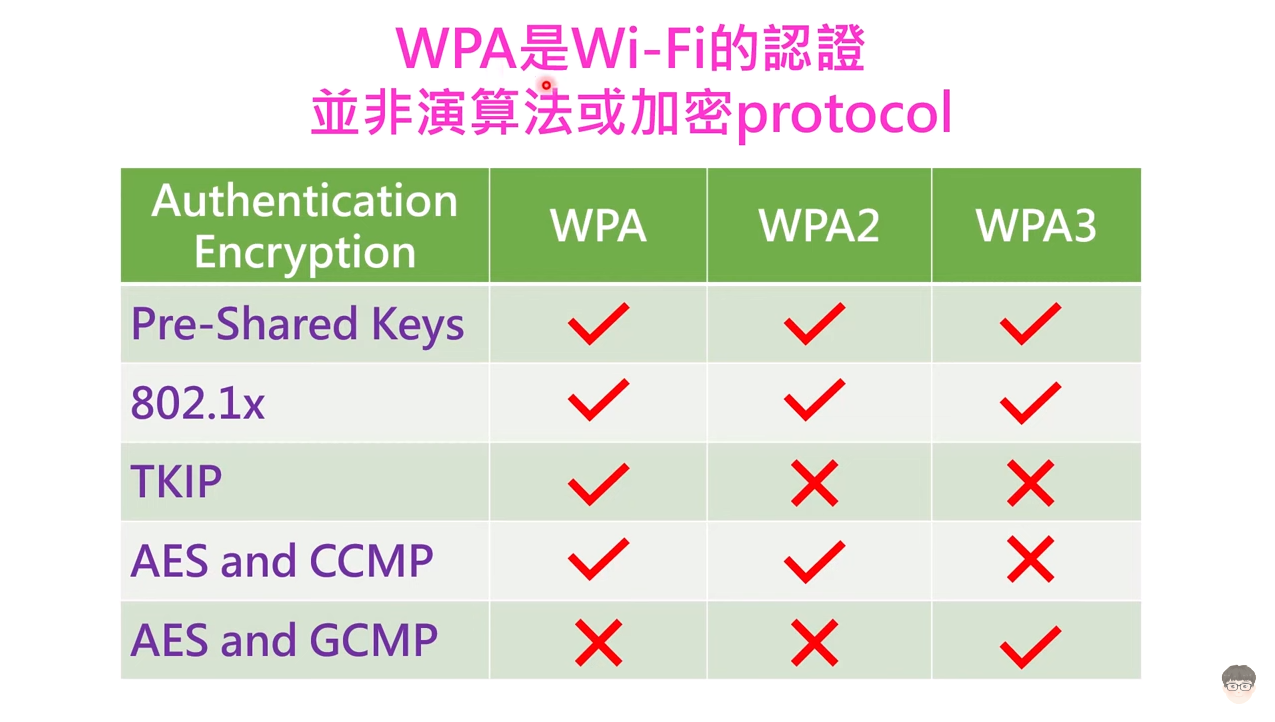 WPA是Wi-Fi的認證
並非演算法或加密protocol
Authentication
Encryption
WPA
WPA2
WPA3
Pre-Shared Keys
802.1x
TKIP
AES and CCMP
AES and GCMP